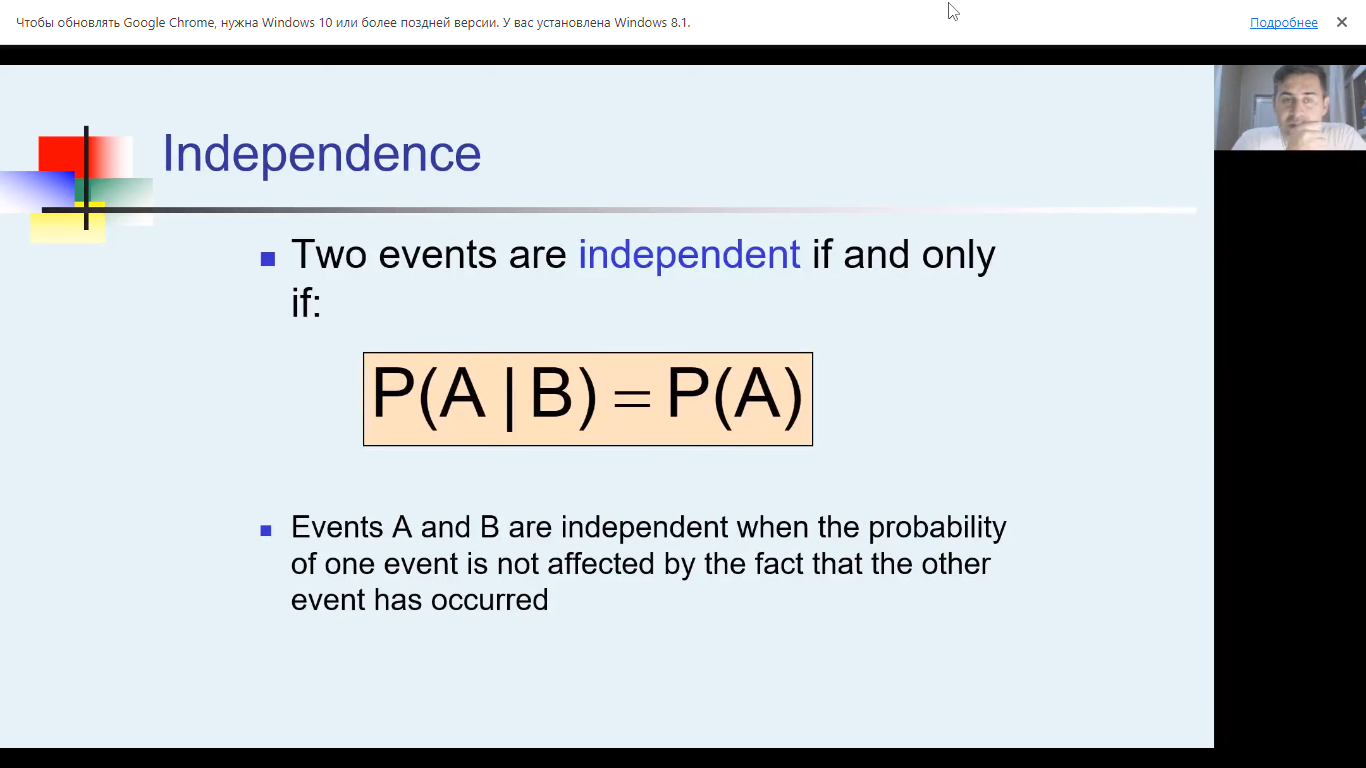 Чтобы обновлять Google Chrome, нужна Windows 10 или более поздней версии. У вас установлена Windows 8.1.
Подробнее
Independence
Two events are independent if and only
if:
P(A | B) = P(A)
Events A and B are independent when the probability
of one event is not affected by the fact that the other
event has occurred